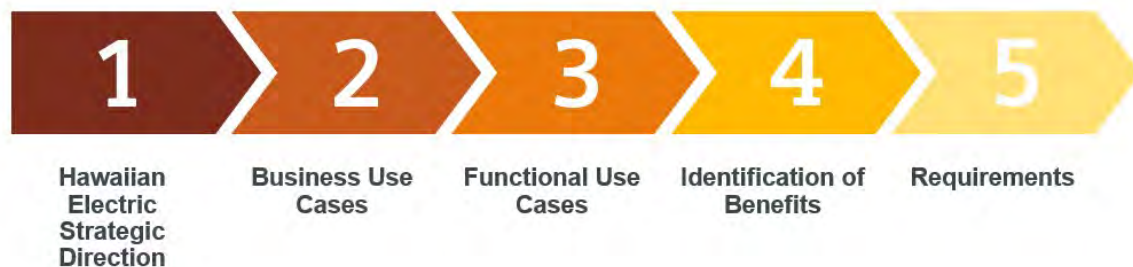 1
2
3
4
5
Hawaiian
Electric
Strategic
Direction
Business Use
Cases
Functional Use
Cases
Identification of
Benefits
Requirements